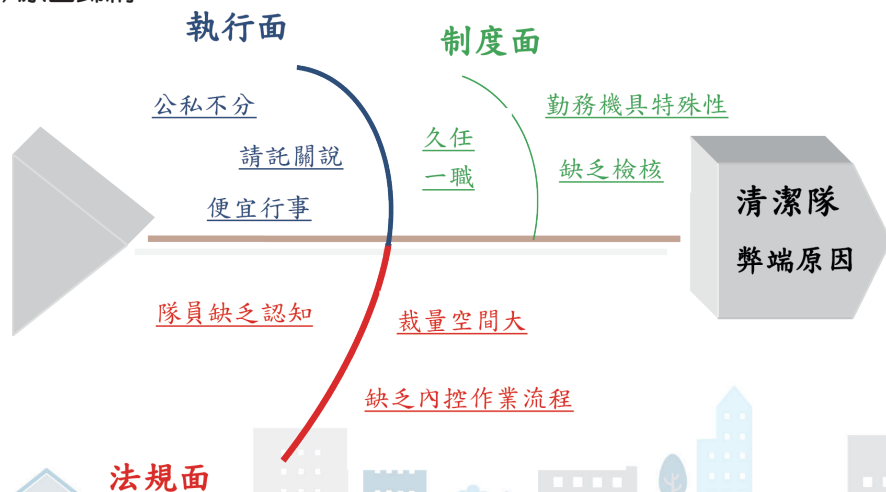 執行面
制度面
公私不分
請託關說
便宜行事
久任
一職
勤務機具特殊性
缺乏檢核
清潔隊
弊端原因
隊員缺乏認知
裁量空間大
缺乏內控作業流程
法規面